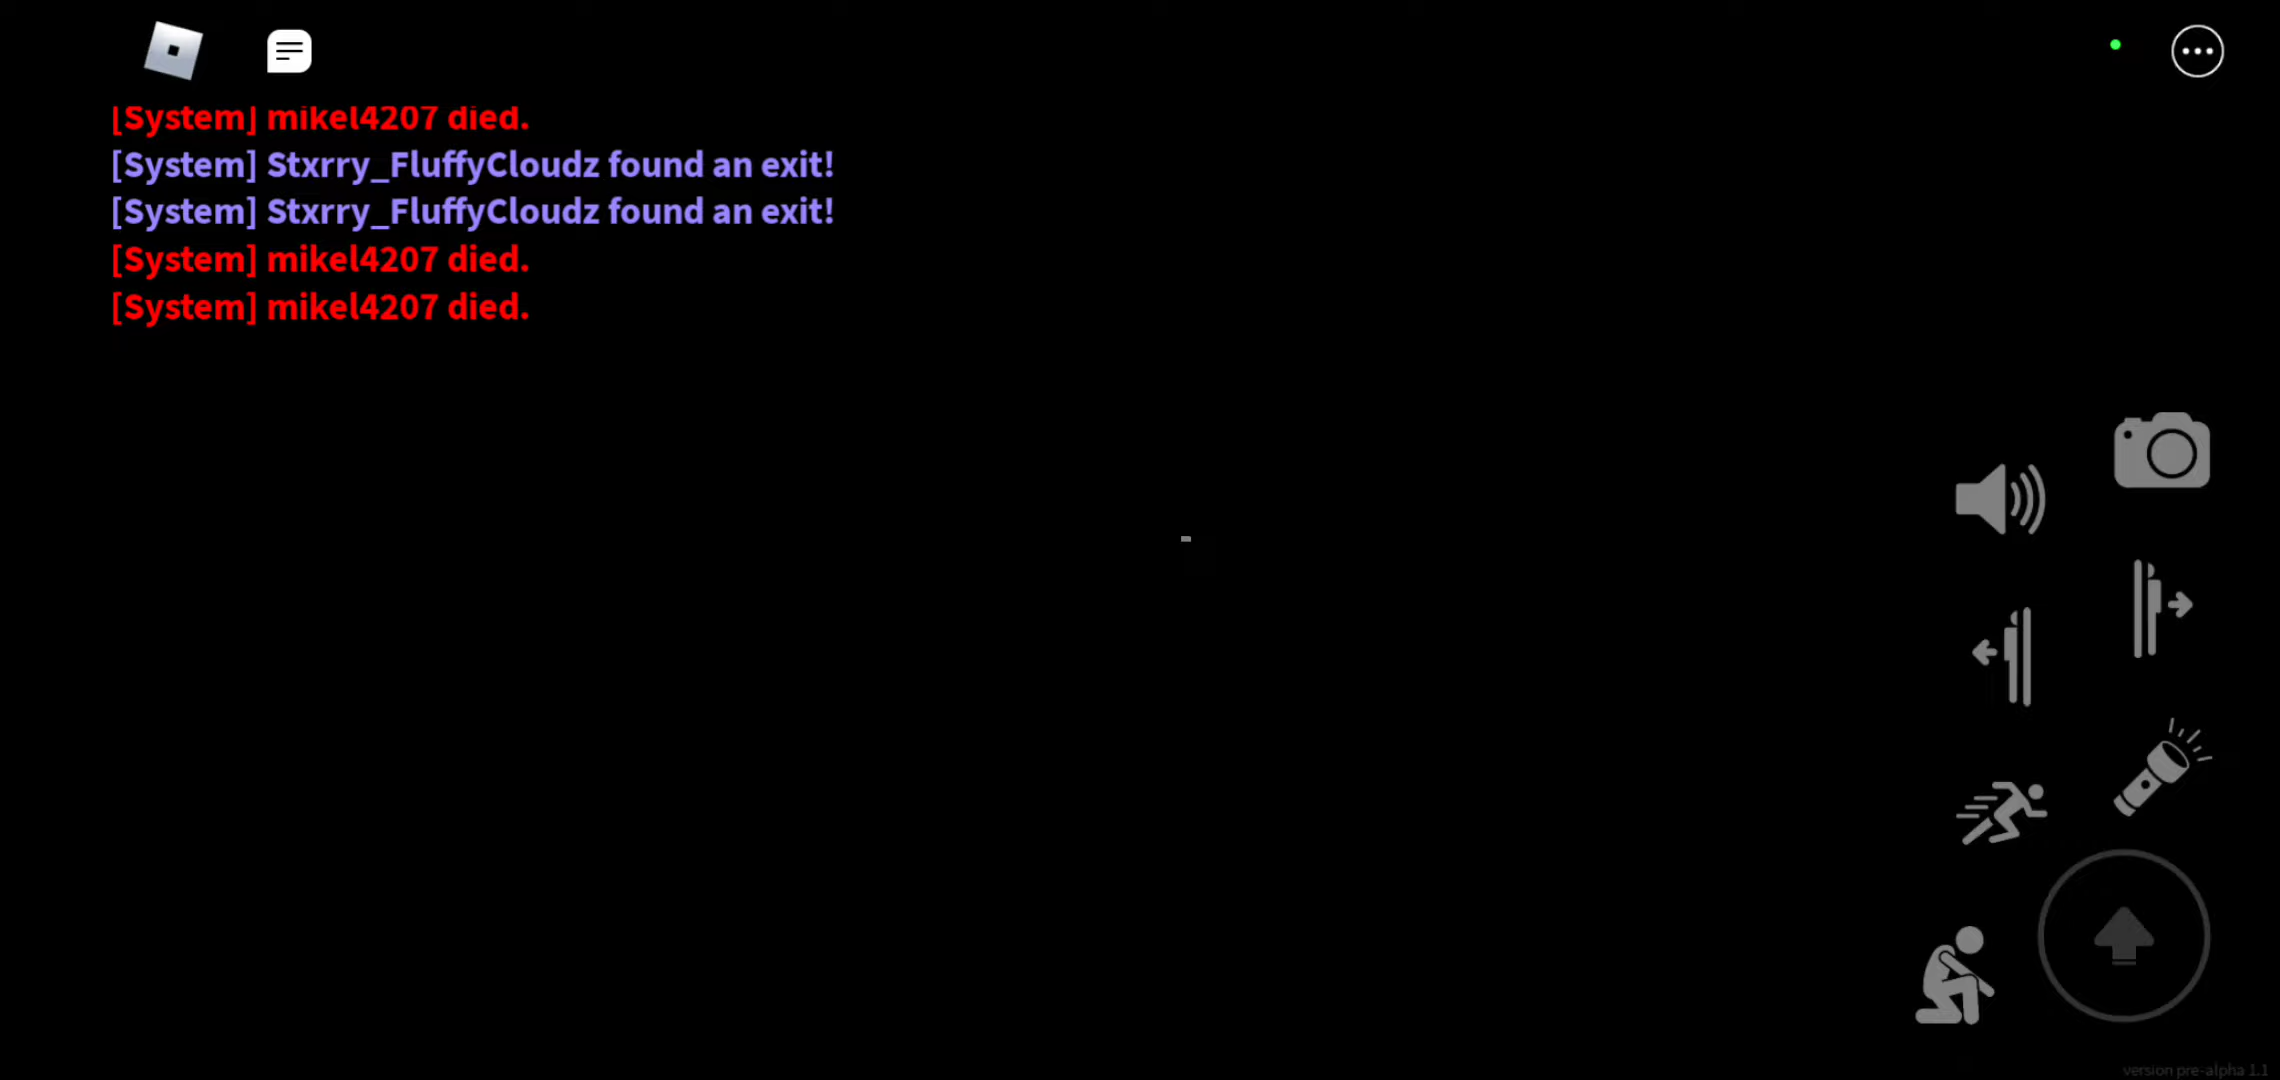 [System] mikel4207 died.
[System] Stxrry_FluffyCloudz found an exit!
[System] Stxrry_FluffyCloudz found an exit!
[System] mikel4207 died.
[System] mikel4207 died.
version pre-alpha 1.1